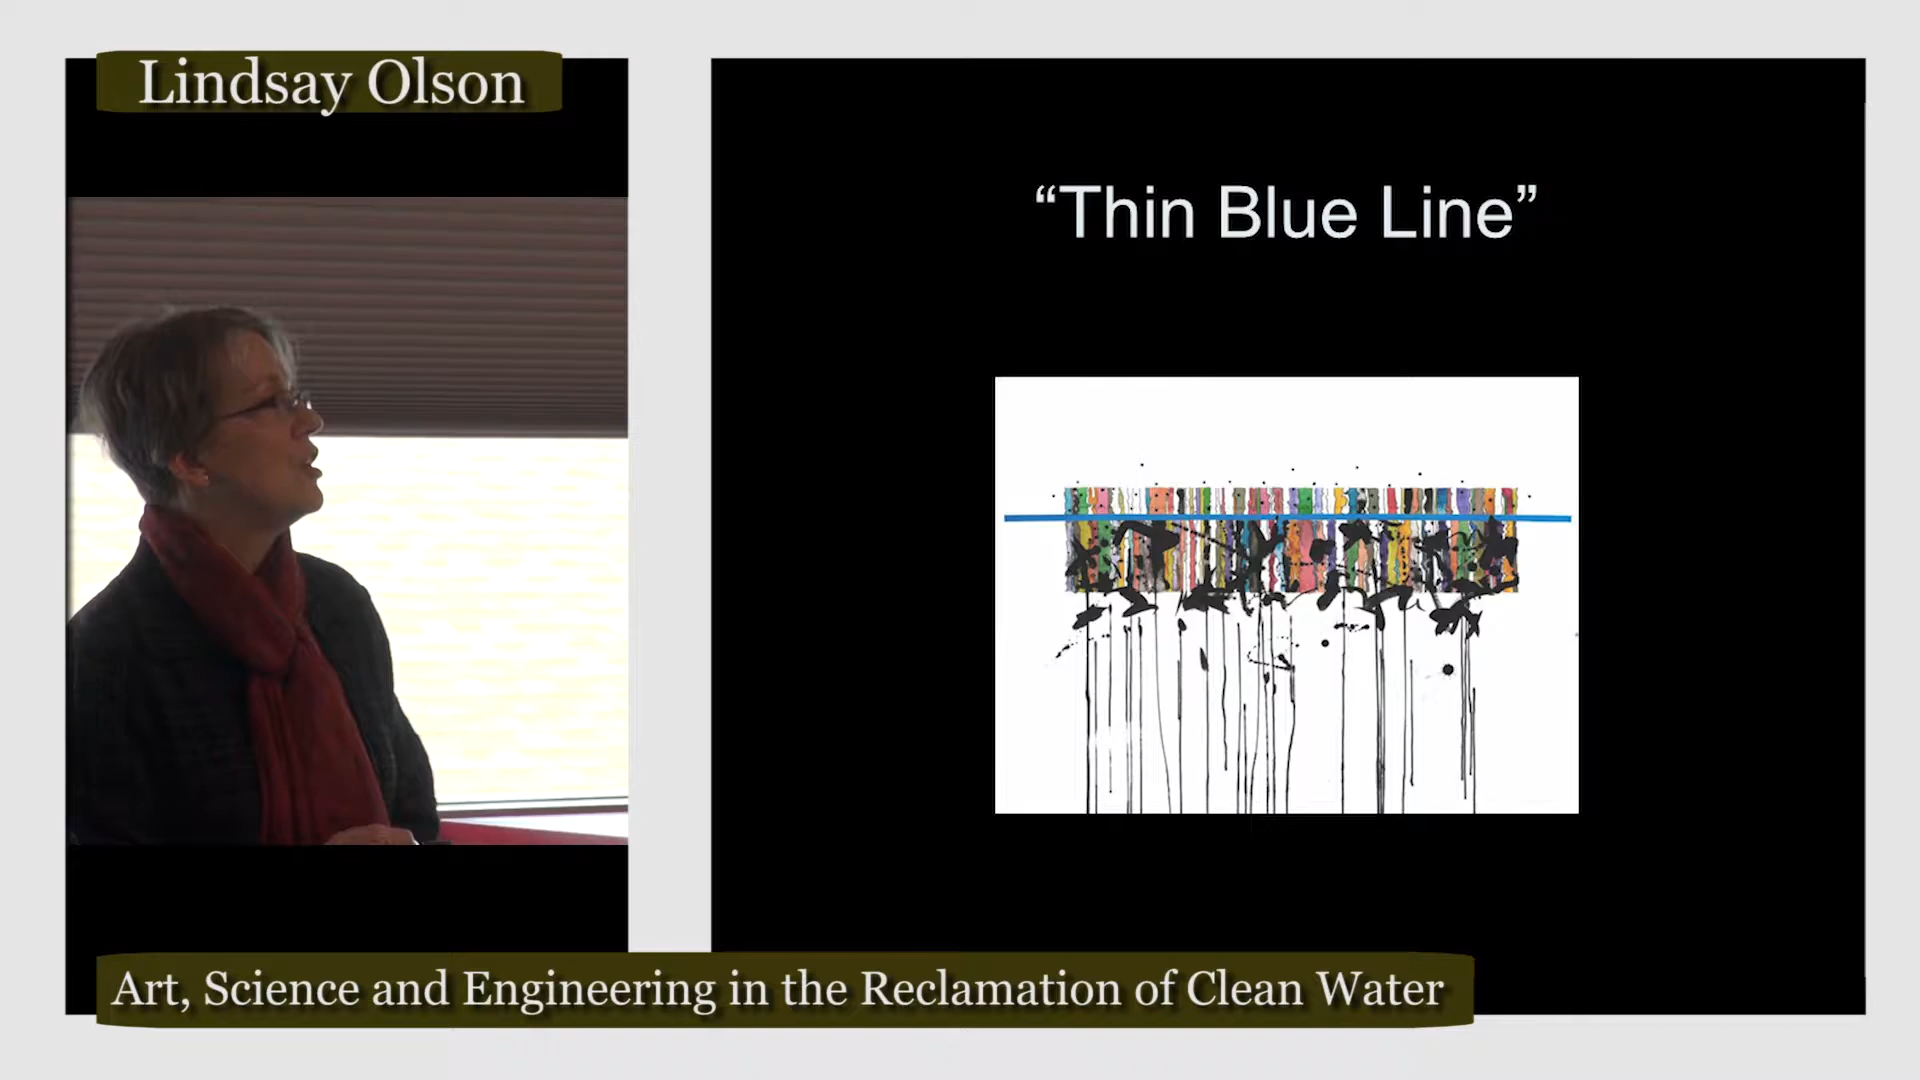 Lindsay Olson
“Thin Blue Line”
Art, Science and Engineering in the Reclamation of Clean Water